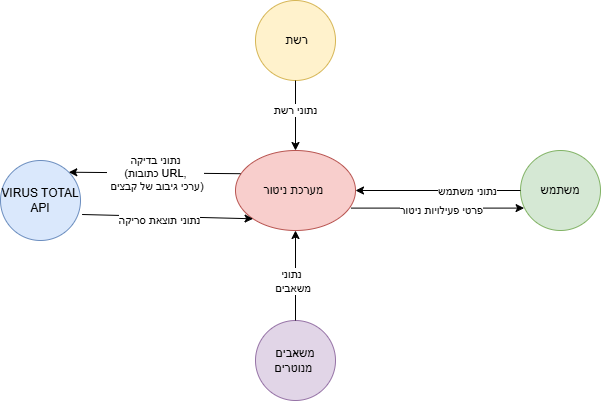 רשת
נתוני רשת
נתוני בדיקה
(כתובות URL,
ערכי גיבוב של קבצים)
VIRUS TOTAL
API
מערכת ניטור
נתוני משתמש
משתמש
פרטי פעילויות ניטור
נתוני תוצאת סריקה
נתוני
משאבים
משאבים
מנוטרים